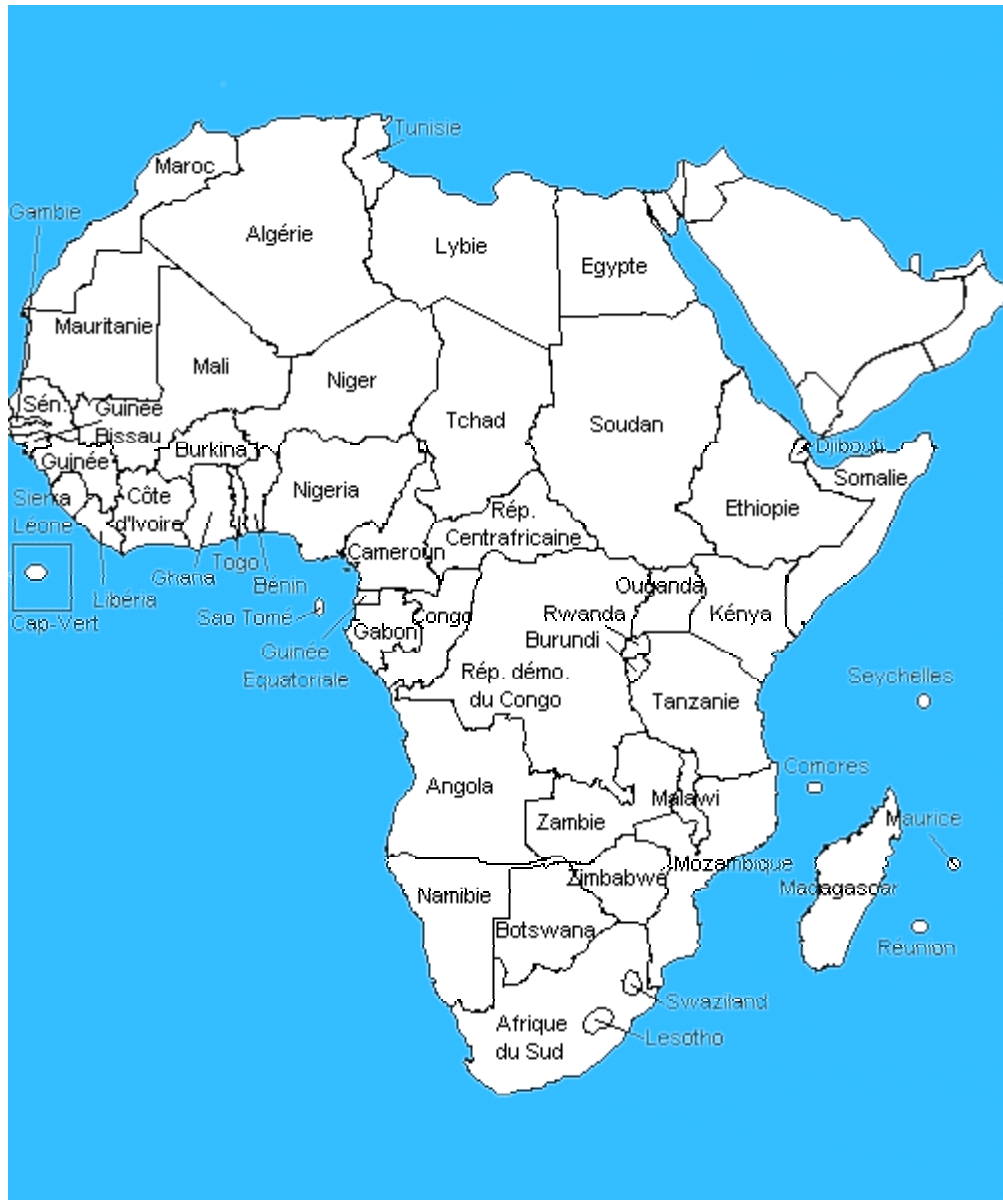 Tunisie
Maroc
Gambie
Algérie
Lybie
Egypte
Mauritanie
Mali
Niger
Sén.
Guinée
Bissau
Tchad
Soudan
Burkina
Djibouti
Guinée
Somalie
Nigeria
Sierra
Léone
Côte
d'Ivoire
Ethiopie
Rép.
Centrafricaine
Cameroun
Togo
Ghana
Bénin
Ouganda
Libéria
Cap-Vert
Sao Tomé
Congo
Rwanda
Kénya
Gabon
Burundi
Guinée
Equatoriale
Rép. démo.
du Congo
Seychelles
Tanzanie
Comores
Angola
Malawi
Zambie
Maurice
Mozambique
Zimbabwe
Madagascar
Namibie
Botswana
Réunion
Swaziland
Afrique
du Sud
Lesotho